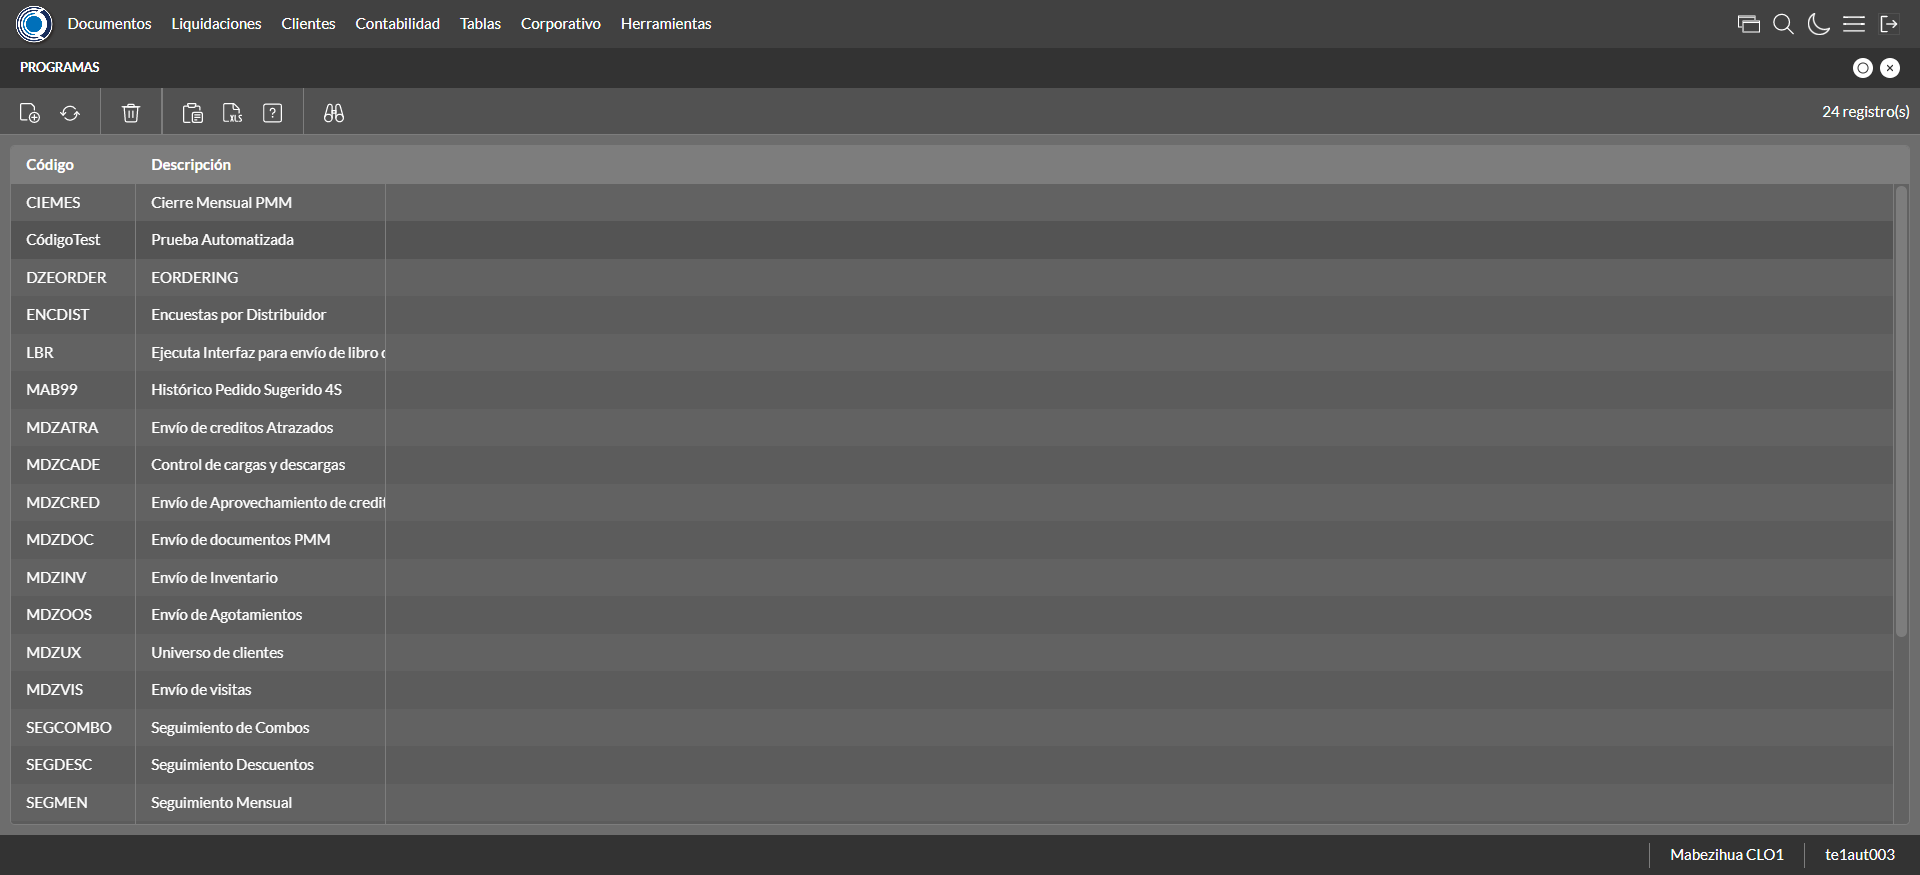 Documentos Liquidaciones Clientes Contabilidad Tablas Corporativo Herramientas
PROGRAMAS
XLS ? 24 registro(s)
Código Descripción
CIEMES Cierre Mensual PMM
CódigoTest Prueba Automatizada
DZEORDER EORDERING
ENCDIST Encuestas por Distribuidor
LBR Ejecuta Interfaz para envío de libro
MAB99 Histórico Pedido Sugerido 4S
MDZATRA Envío de creditos Atrazados
MDZCADE Control de cargas y descargas
MDZCRED Envío de Aprovechamiento de credit
MDZDOC Envío de documentos PMM
MDZINV Envío de Inventario
MDZOOS Envío de Agotamientos
MDZUX Universo de clientes
MDZVIS Envío de visitas
SEGCOMBO Seguimiento de Combos
SEGDESC Seguimiento Descuentos
SEGMEN Seguimiento Mensual
Mabezihua CLO1 te1aut003